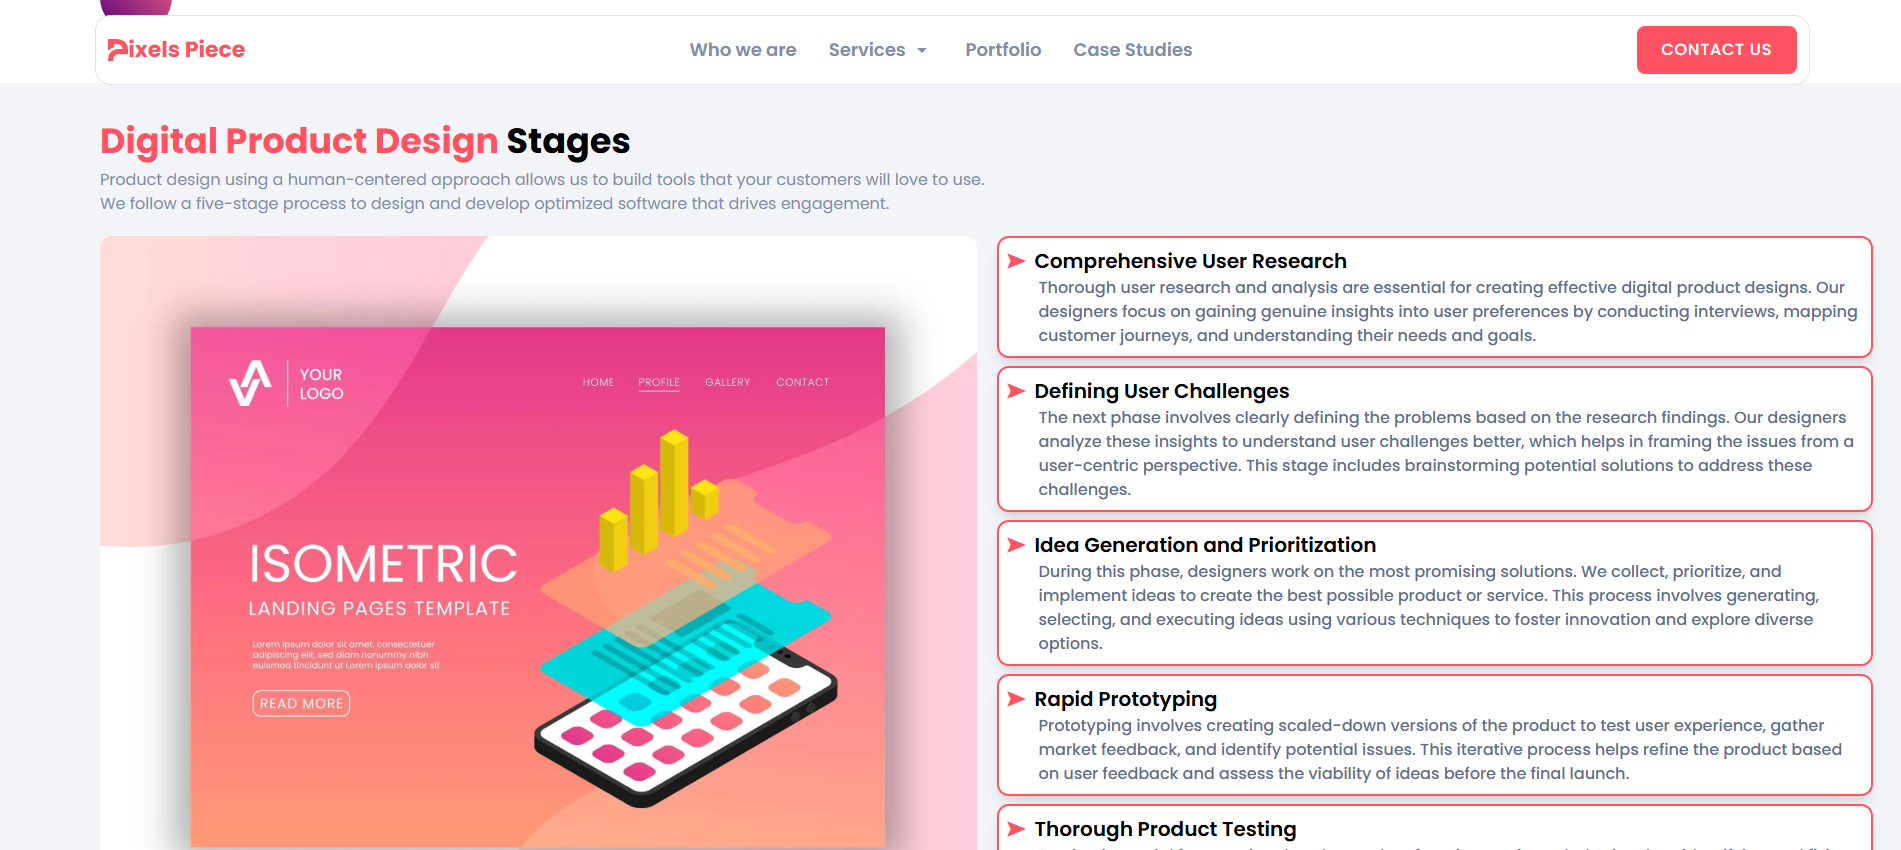 Pixels Piece
Who we are
Services
Portfolio
Case Studies
CONTACT US
Digital Product Design Stages
Product design using a human-centered approach allows us to build tools that your customers will love to use.
We follow a five-stage process to design and develop optimized software that drives engagement.
YOUR
LOGO
HOME
PROFILE
GALLERY
CONTACT
ISOMETRIC
LANDING PAGES TEMPLATE
Lorem ipsum dolor sit amet, consectetuer
adipiscing elit, sed diam nonummy nibh
euismod tincidunt ut Lorem ipsum dolor sit
READ MORE
Comprehensive User Research
Thorough user research and analysis are essential for creating effective digital product designs. Our
designers focus on gaining genuine insights into user preferences by conducting interviews, mapping
customer journeys, and understanding their needs and goals.
Defining User Challenges
The next phase involves clearly defining the problems based on the research findings. Our designers
analyze these insights to understand user challenges better, which helps in framing the issues from a
user-centric perspective. This stage includes brainstorming potential solutions to address these
challenges.
Idea Generation and Prioritization
During this phase, designers work on the most promising solutions. We collect, prioritize, and
implement ideas to create the best possible product or service. This process involves generating,
selecting, and executing ideas using various techniques to foster innovation and explore diverse
options.
Rapid Prototyping
Prototyping involves creating scaled-down versions of the product to test user experience, gather
market feedback, and identify potential issues. This iterative process helps refine the product based
on user feedback and assess the viability of ideas before the final launch.
Thorough Product Testing